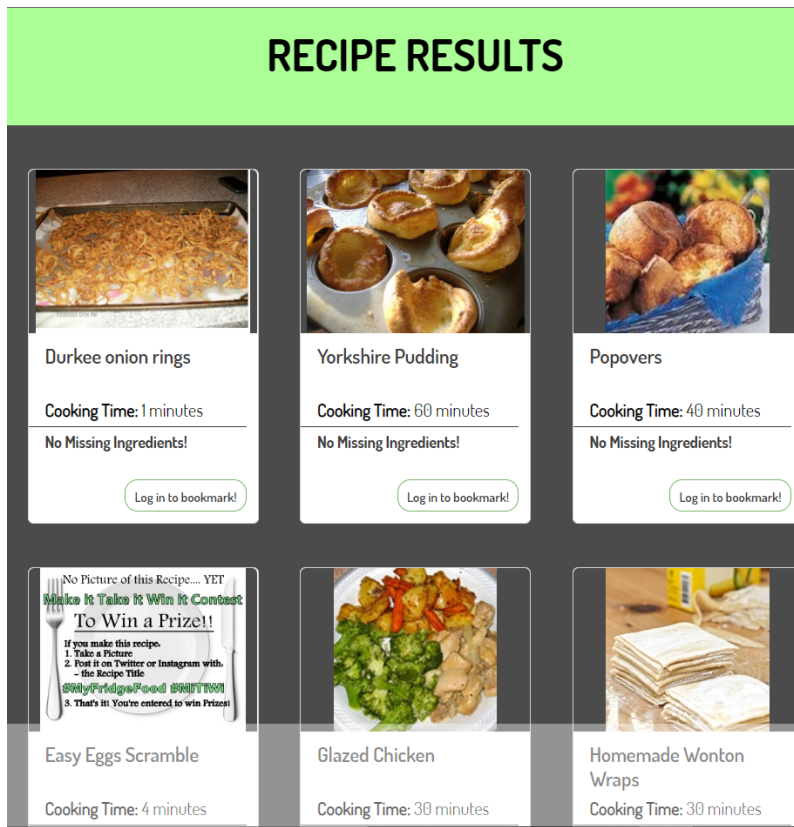 RECIPE RESULTS
Durkee onion rings
Cooking Time: 1 minutes
No Missing Ingredients!
Log in to bookmark!
Yorkshire Pudding
Cooking Time: 60 minutes
No Missing Ingredients!
Log in to bookmark!
Popovers
Cooking Time: 40 minutes
No Missing Ingredients!
Log in to bookmark!
No Picture of this Recipe.... YET
Make it Take it Win it Contest
To Win a Prize!!
If you make this recipe.
1. Take a Picture
2. Post it on Twitter or Instagram with.
– the Recipe Title
#MyFridgeFood #MITIWI
3. That's it! You're entered to win Prizes!
Easy Eggs Scramble
Cooking Time: 4 minutes
Glazed Chicken
Cooking Time: 30 minutes
Homemade Wonton
Wraps
Cooking Time: 30 minutes